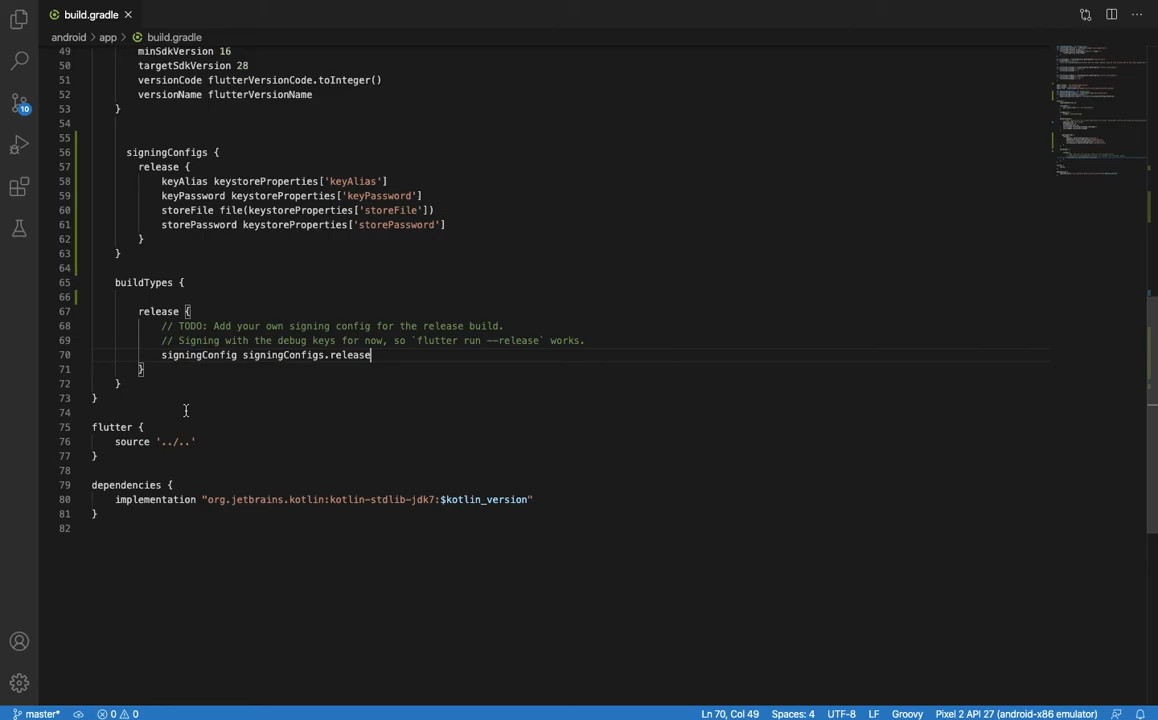 build.gradle
android > app > build.gradle
49 minSdkVersion 16
50 targetSdkVersion 28
51 versionCode flutterVersionCode.toInteger()
52 versionName flutterVersionName
53 }
54
55
56 signingConfigs {
57 release {
58 keyAlias keystoreProperties['keyAlias']
59 keyPassword keystoreProperties['keyPassword']
60 storeFile file(keystoreProperties['storeFile'])
61 storePassword keystoreProperties['storePassword']
62 }
63 }
64
65 buildTypes {
66
67 release {
68 // TODO: Add your own signing config for the release build.
69 // Signing with the debug keys for now, so `flutter run --release` works.
70 signingConfig signingConfigs.release
71 }
72 }
73 }
74
75 flutter {
76 source '../..'
77 }
78
79 dependencies {
80 implementation "org.jetbrains.kotlin:kotlin-stdlib-jdk7:$kotlin_version"
81 }
82
10
master* 0 0 Ln 70, Col 49 Spaces: 4 UTF-8 LF Groovy Pixel 2 API 27 (android-x86 emulator)